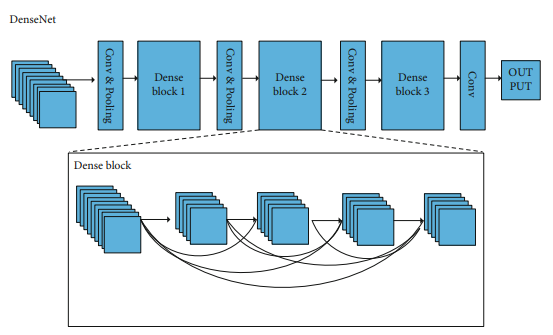 DenseNet
Conv & Pooling
Dense
block 1
Conv & Pooling
Dense
block 2
Conv & Pooling
Dense
block 3
Conv
OUT
PUT
Dense block